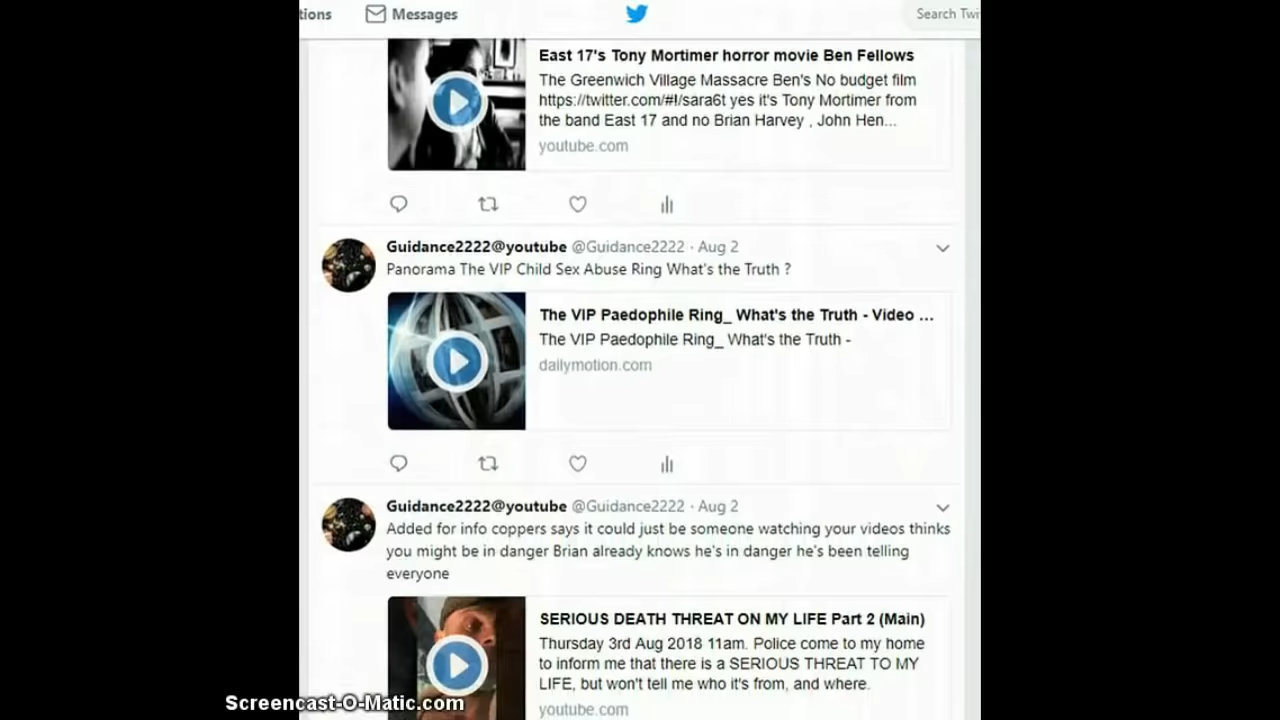 tions Messages Search Twi
East 17's Tony Mortimer horror movie Ben Fellows
The Greenwich Village Massacre Ben's No budget film
https://twitter.com/#!/sara6t yes it's Tony Mortimer from
the band East 17 and no Brian Harvey , John Hen...
youtube.com
Guidance2222@youtube @Guidance2222 · Aug 2
Panorama The VIP Child Sex Abuse Ring What's the Truth ?
The VIP Paedophile Ring_ What's the Truth - Video ...
The VIP Paedophile Ring_ What's the Truth -
dailymotion.com
Guidance2222@youtube @Guidance2222 · Aug 2
Added for info coppers says it could just be someone watching your videos thinks
you might be in danger Brian already knows he's in danger he's been telling
everyone
SERIOUS DEATH THREAT ON MY LIFE Part 2 (Main)
Thursday 3rd Aug 2018 11am. Police come to my home
to inform me that there is a SERIOUS THREAT TO MY
LIFE, but won't tell me who it's from, and where.
youtube.com
Screencast-O-Matic.com